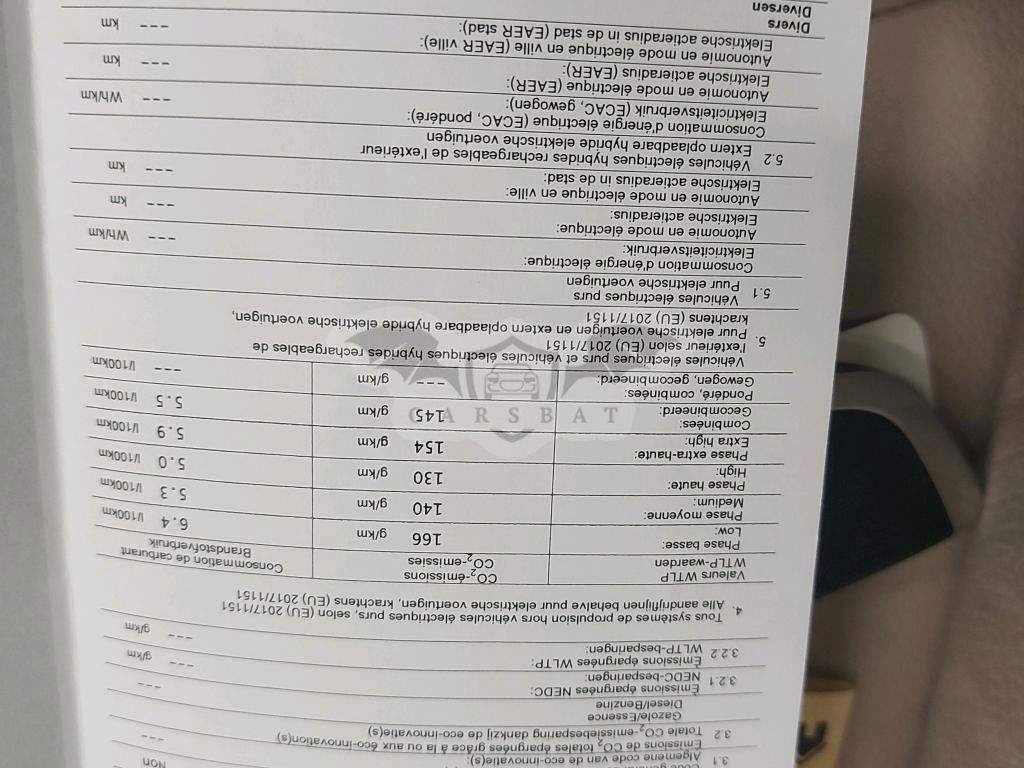 3.1 Algemene code van de eco-innovatie(s):
Non
---
Émissions de CO2 totales épargnées grâce à la ou aux éco-innovation(s)
3.2 Totale CO2-emissiebesparing dankzij de eco-innovatie(s)
Gazole/Essence
Diesel/Benzine
Émissions épargnées NEDC: ---
3.2.1 NEDC-besparingen:
Émissions épargnées WLTP: --- g/km
3.2.2 WLTP-besparingen:
--- g/km
Tous systèmes de propulsion hors véhicules électriques purs, selon (EU) 2017/1151
4. Alle aandrijflijnen behalve puur elektrische voertuigen, krachtens (EU) 2017/1151
Valeurs WLTP CO2-émissions Consommation de carburant
WTLP-waarden CO2-emissies Brandstofverbruik
Phase basse: 166 g/km 6.4 l/100km
Low:
Phase moyenne: 140 g/km 5.3 l/100km
Medium:
Phase haute: 130 g/km 5.0 l/100km
High:
Phase extra-haute: 154 g/km 5.9 l/100km
Extra high:
Combinées: 145 g/km 5.5 l/100km
Gecombineerd:
Pondéré, combinées: --- g/km --- l/100km
Gewogen, gecombineerd:
Véhicules électriques purs et véhicules électriques hybrides rechargeables de
l'extérieur selon (EU) 2017/1151
5. Puur elektrische voertuigen en extern oplaadbare hybride elektrische voertuigen,
krachtens (EU) 2017/1151
Véhicules électriques purs
5.1 Puur elektrische voertuigen
Consommation d'énergie électrique: --- Wh/km
Elektriciteitsverbruik:
Autonomie en mode électrique: --- km
Elektrische actieradius:
Autonomie en mode électrique en ville: --- km
Elektrische actieradius in de stad:
Véhicules électriques hybrides rechargeables de l'extérieur
5.2 Extern oplaadbare hybride elektrische voertuigen
Consommation d'énergie électrique (ECAC, pondéré): --- Wh/km
Elektriciteitsverbruik (ECAC, gewogen):
Autonomie en mode électrique (EAER): --- km
Elektrische actieradius (EAER):
Autonomie en mode électrique en ville (EAER ville): --- km
Elektrische actieradius in de stad (EAER stad):
Divers
Diversen
CARSBAT